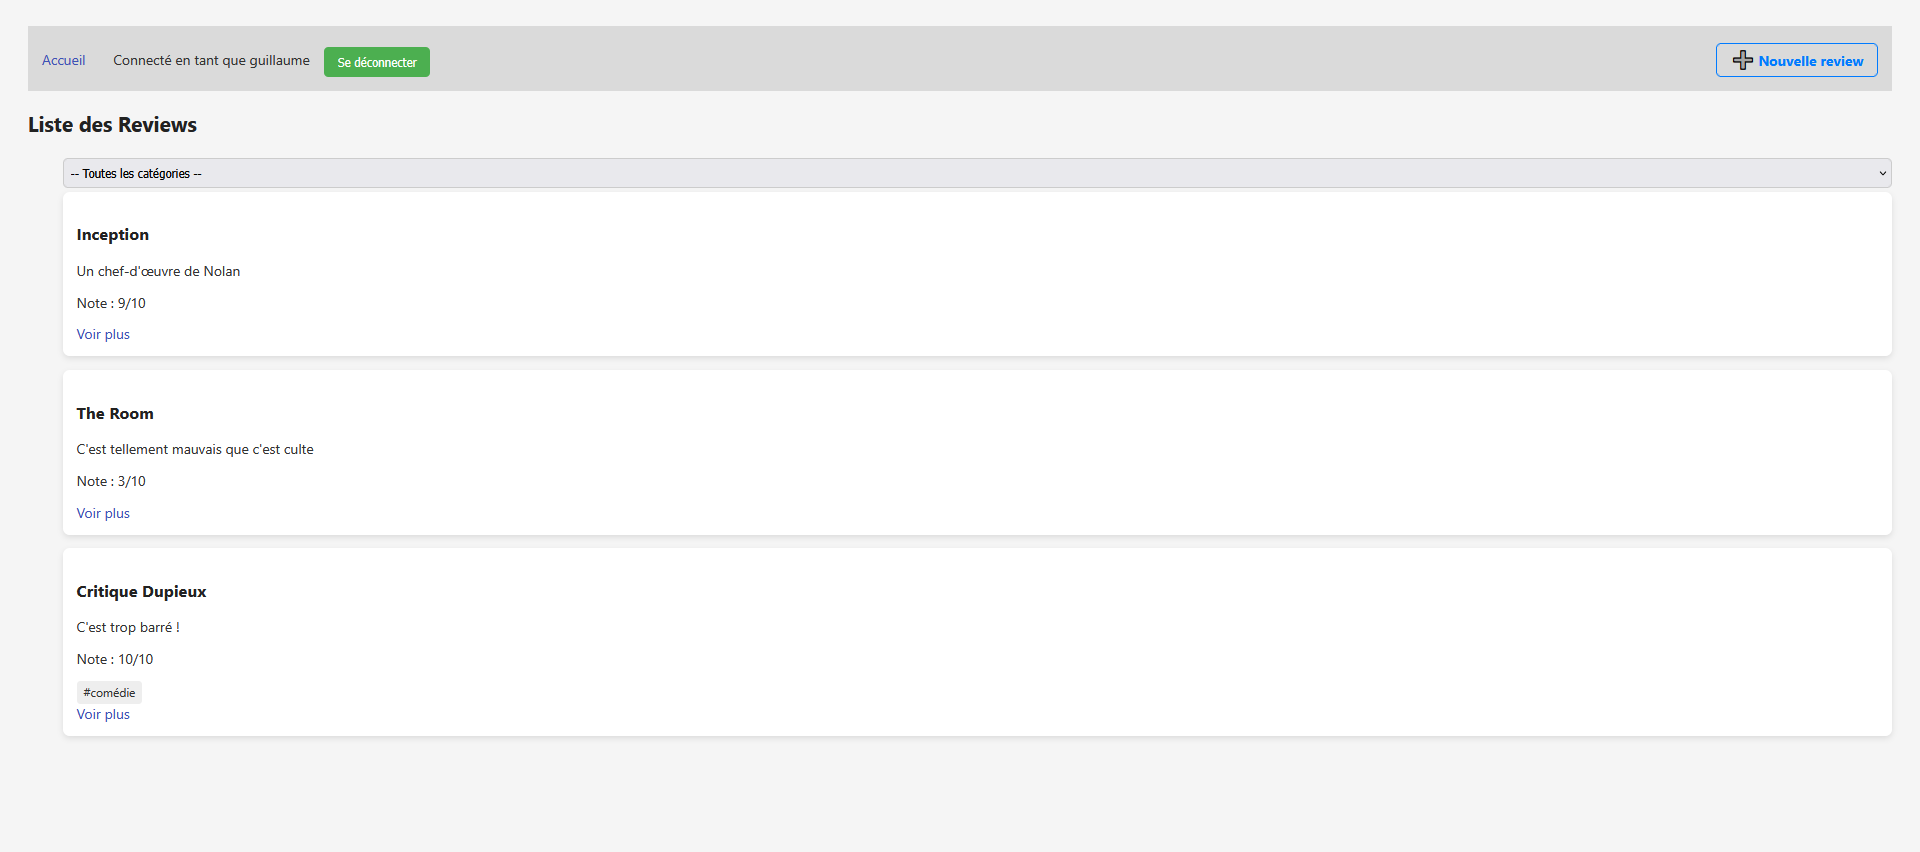 Accueil Connecté en tant que guillaume Se déconnecter Nouvelle review
Liste des Reviews
-- Toutes les catégories --
Inception
Un chef-d'œuvre de Nolan
Note : 9/10
Voir plus
The Room
C'est tellement mauvais que c'est culte
Note : 3/10
Voir plus
Critique Dupieux
C'est trop barré !
Note : 10/10
#comédie
Voir plus